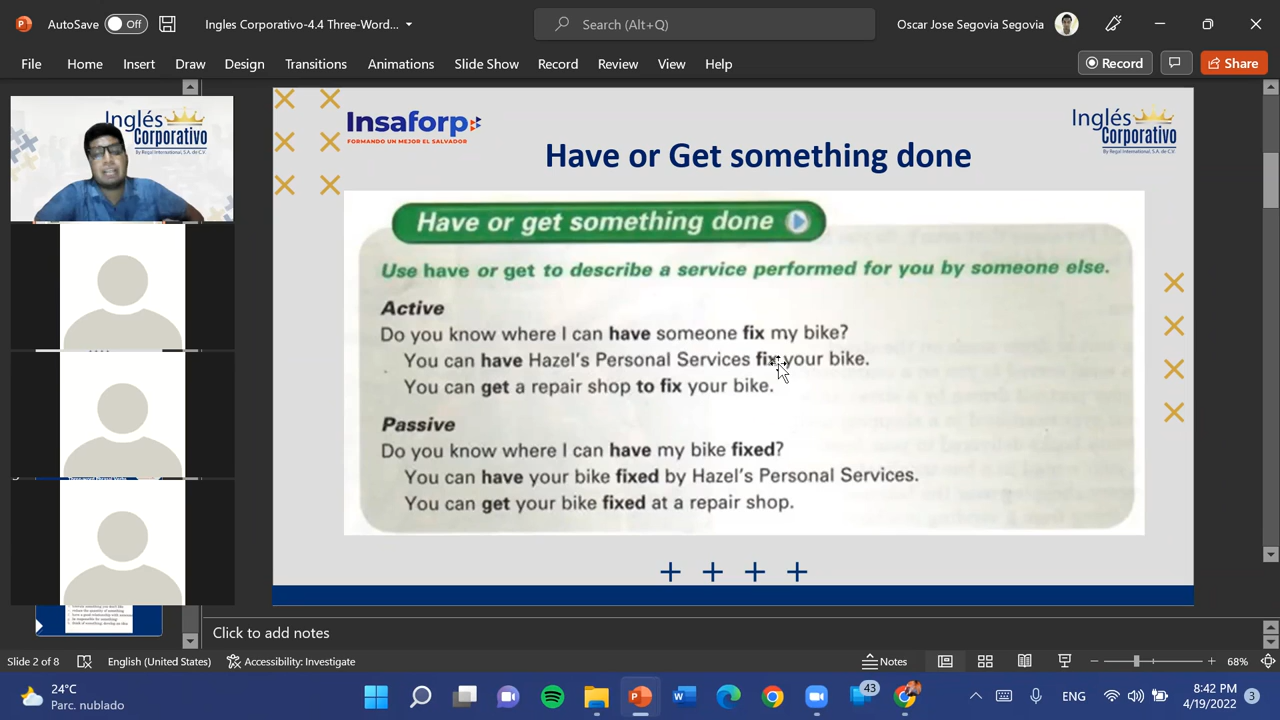 AutoSave Off Ingles Corporativo-4.4 Three-Word... Search (Alt+Q) Oscar Jose Segovia Segovia
File Home Insert Draw Design Transitions Animations Slide Show Record Review View Help Record Share
Inglés
Corporativo
Insaforp
FORMANDO UN MEJOR EL SALVADOR
Inglés
Corporativo
By Regal International, S.A. de C.V.
Have or Get something done
Have or get something done
Use have or get to describe a service performed for you by someone else.
Active
Do you know where I can have someone fix my bike?
You can have Hazel's Personal Services fix your bike.
You can get a repair shop to fix your bike.
Passive
Do you know where I can have my bike fixed?
You can have your bike fixed by Hazel's Personal Services.
You can get your bike fixed at a repair shop.
Click to add notes
Slide 2 of 8 English (United States) Accessibility: Investigate Notes 68%
24°C
Parc. nublado
43
ENG
8:42 PM
4/19/2022
3